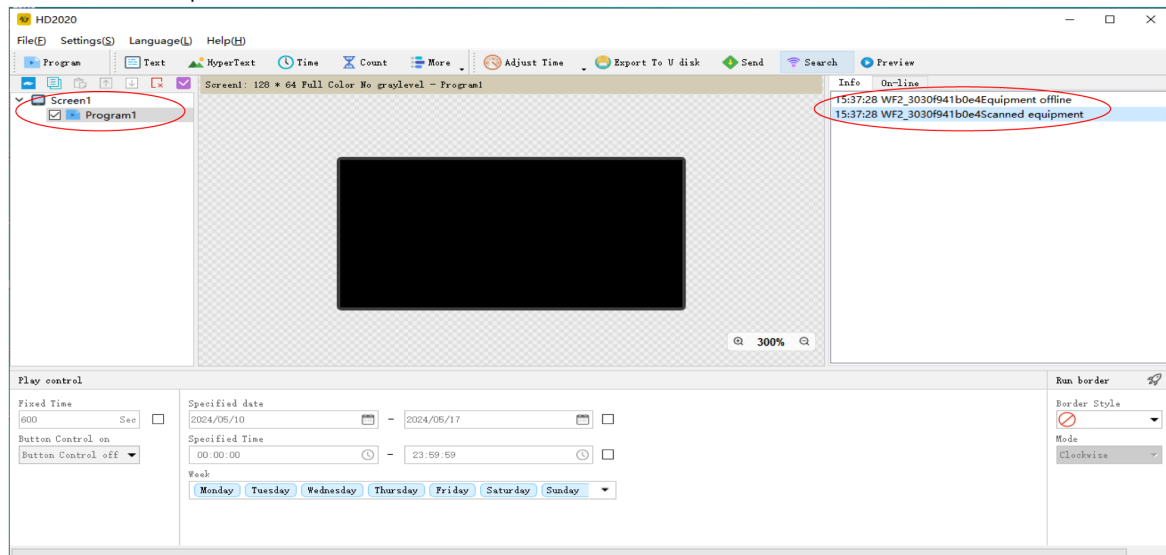 HD2020
File(F) Settings(S) Language(L) Help(H)
Program Text HyperText Time Count More Adjust Time Export To U disk Send Search Preview
Screen1
Program1
Screen1: 128 * 64 Full Color No graylevel - Program1
300%
Info On-line
15:37:28 WF2_3030f941b0e4Equipment offline
15:37:28 WF2_3030f941b0e4Scanned equipment
Play control
Fixed Time
600 Sec
Button Control on
Button Control off
Specified date
2024/05/10 - 2024/05/17
Specified Time
00:00:00 - 23:59:59
Week
Monday Tuesday Wednesday Thursday Friday Saturday Sunday
Run border
Border Style
Mode
Clockwise